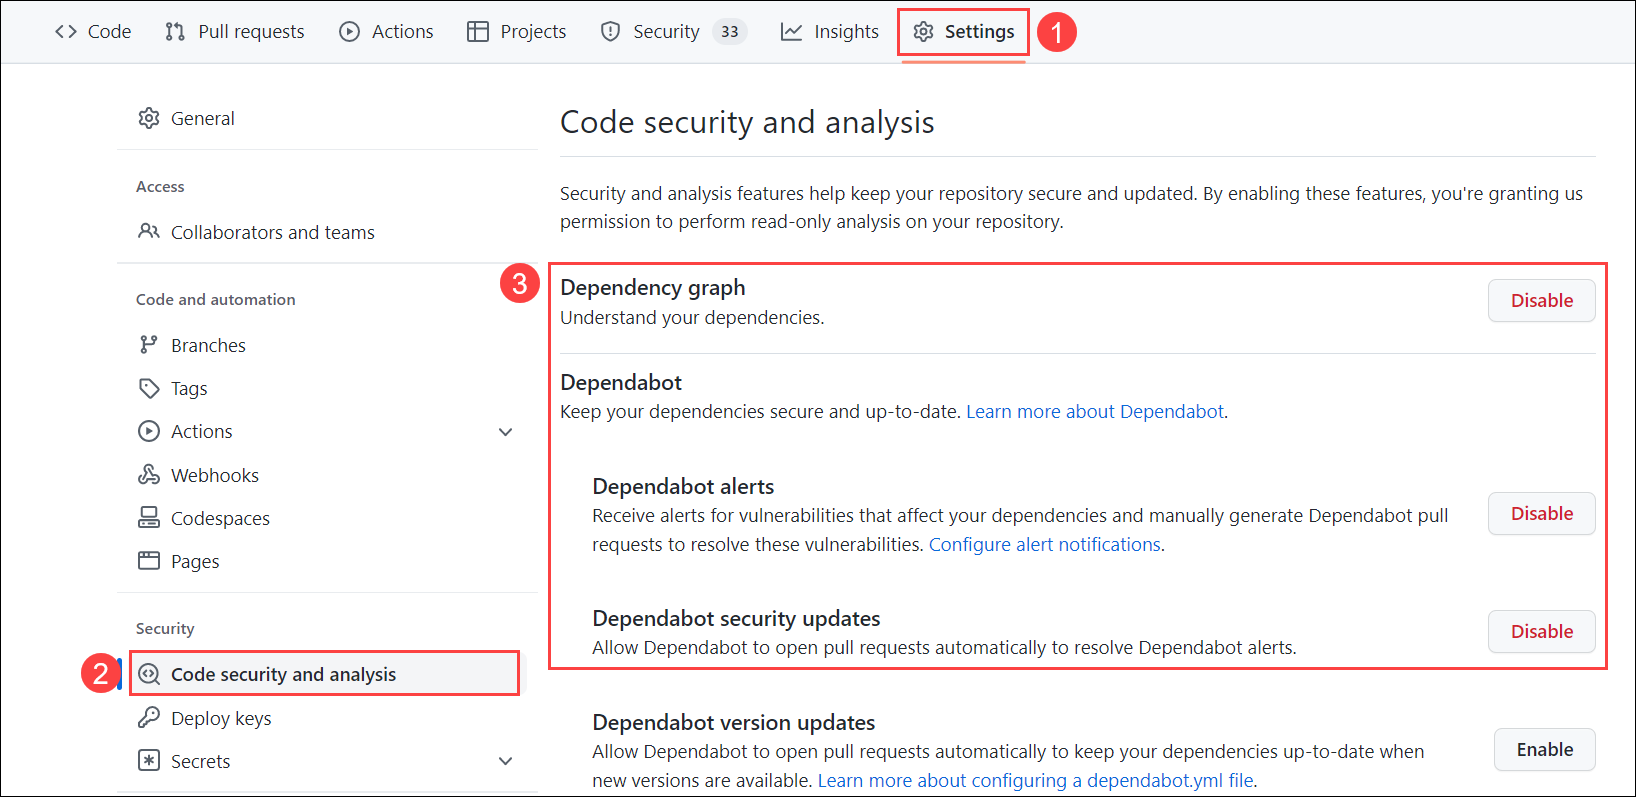 Code
Pull requests
Actions
Projects
Security 33
Insights
Settings
1
General
Access
Collaborators and teams
Code and automation
Branches
Tags
Actions
Webhooks
Codespaces
Pages
Security
2
Code security and analysis
Deploy keys
Secrets
Code security and analysis
Security and analysis features help keep your repository secure and updated. By enabling these features, you're granting us
permission to perform read-only analysis on your repository.
3
Dependency graph
Understand your dependencies.
Disable
Dependabot
Keep your dependencies secure and up-to-date. Learn more about Dependabot.
Dependabot alerts
Receive alerts for vulnerabilities that affect your dependencies and manually generate Dependabot pull
requests to resolve these vulnerabilities. Configure alert notifications.
Disable
Dependabot security updates
Allow Dependabot to open pull requests automatically to resolve Dependabot alerts.
Disable
Dependabot version updates
Allow Dependabot to open pull requests automatically to keep your dependencies up-to-date when
new versions are available. Learn more about configuring a dependabot.yml file.
Enable